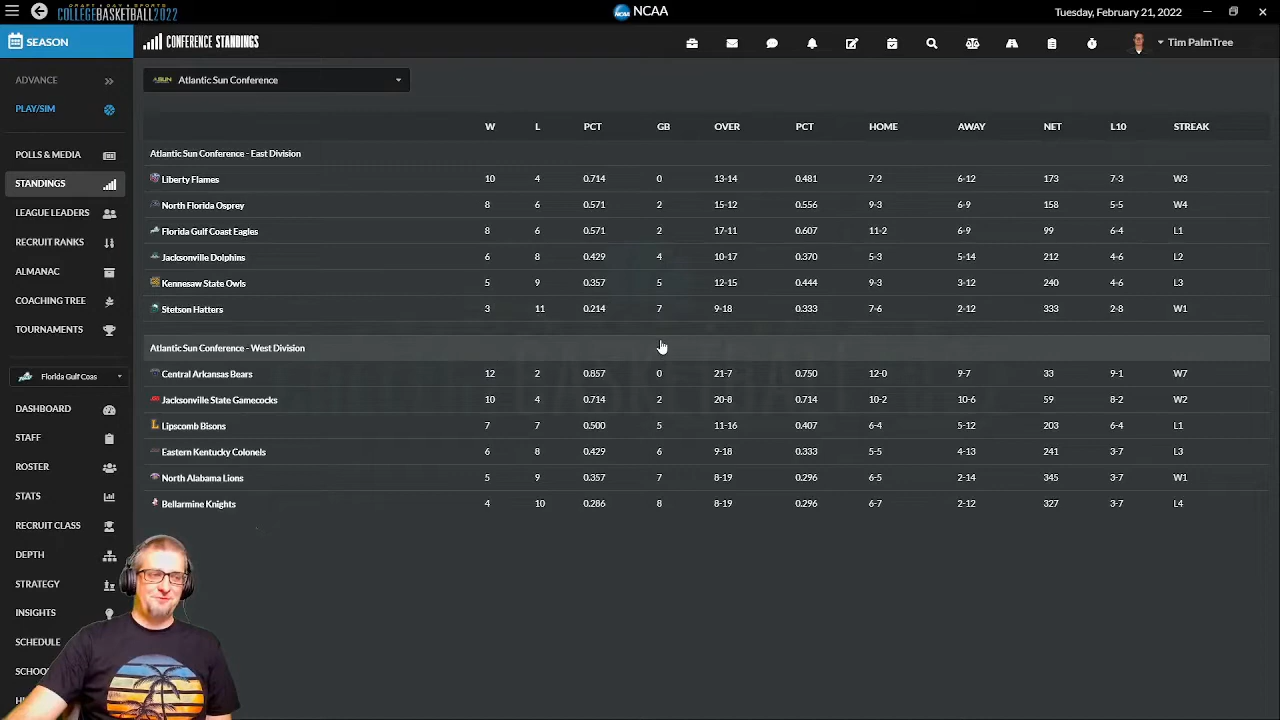 DRAFT DAY SPORTS
COLLEGEBASKETBALL2022
NCAA
Tuesday, February 21, 2022
SEASON
CONFERENCE STANDINGS
Tim PalmTree
ADVANCE
PLAY/SIM
POLLS & MEDIA
STANDINGS
LEAGUE LEADERS
RECRUIT RANKS
ALMANAC
COACHING TREE
TOURNAMENTS
Florida Gulf Coas
DASHBOARD
STAFF
ROSTER
STATS
RECRUIT CLASS
DEPTH
STRATEGY
INSIGHTS
SCHEDULE
SCHOO
ASUN Atlantic Sun Conference
W L PCT GB OVER PCT HOME AWAY NET L10 STREAK
Atlantic Sun Conference - East Division
Liberty Flames 10 4 0.714 0 13-14 0.481 7-2 6-12 173 7-3 W3
North Florida Osprey 8 6 0.571 2 15-12 0.556 9-3 6-9 158 5-5 W4
Florida Gulf Coast Eagles 8 6 0.571 2 17-11 0.607 11-2 6-9 99 6-4 L1
Jacksonville Dolphins 6 8 0.429 4 10-17 0.370 5-3 5-14 212 4-6 L2
Kennesaw State Owls 5 9 0.357 5 12-15 0.444 9-3 3-12 240 4-6 L3
Stetson Hatters 3 11 0.214 7 9-18 0.333 7-6 2-12 333 2-8 W1
Atlantic Sun Conference - West Division
Central Arkansas Bears 12 2 0.857 0 21-7 0.750 12-0 9-7 33 9-1 W7
Jacksonville State Gamecocks 10 4 0.714 2 20-8 0.714 10-2 10-6 59 8-2 W2
Lipscomb Bisons 7 7 0.500 5 11-16 0.407 6-4 5-12 203 6-4 L1
Eastern Kentucky Colonels 6 8 0.429 6 9-18 0.333 5-5 4-13 241 3-7 L3
North Alabama Lions 5 9 0.357 7 8-19 0.296 6-5 2-14 345 3-7 W1
Bellarmine Knights 4 10 0.286 8 8-19 0.296 6-7 2-12 327 3-7 L4